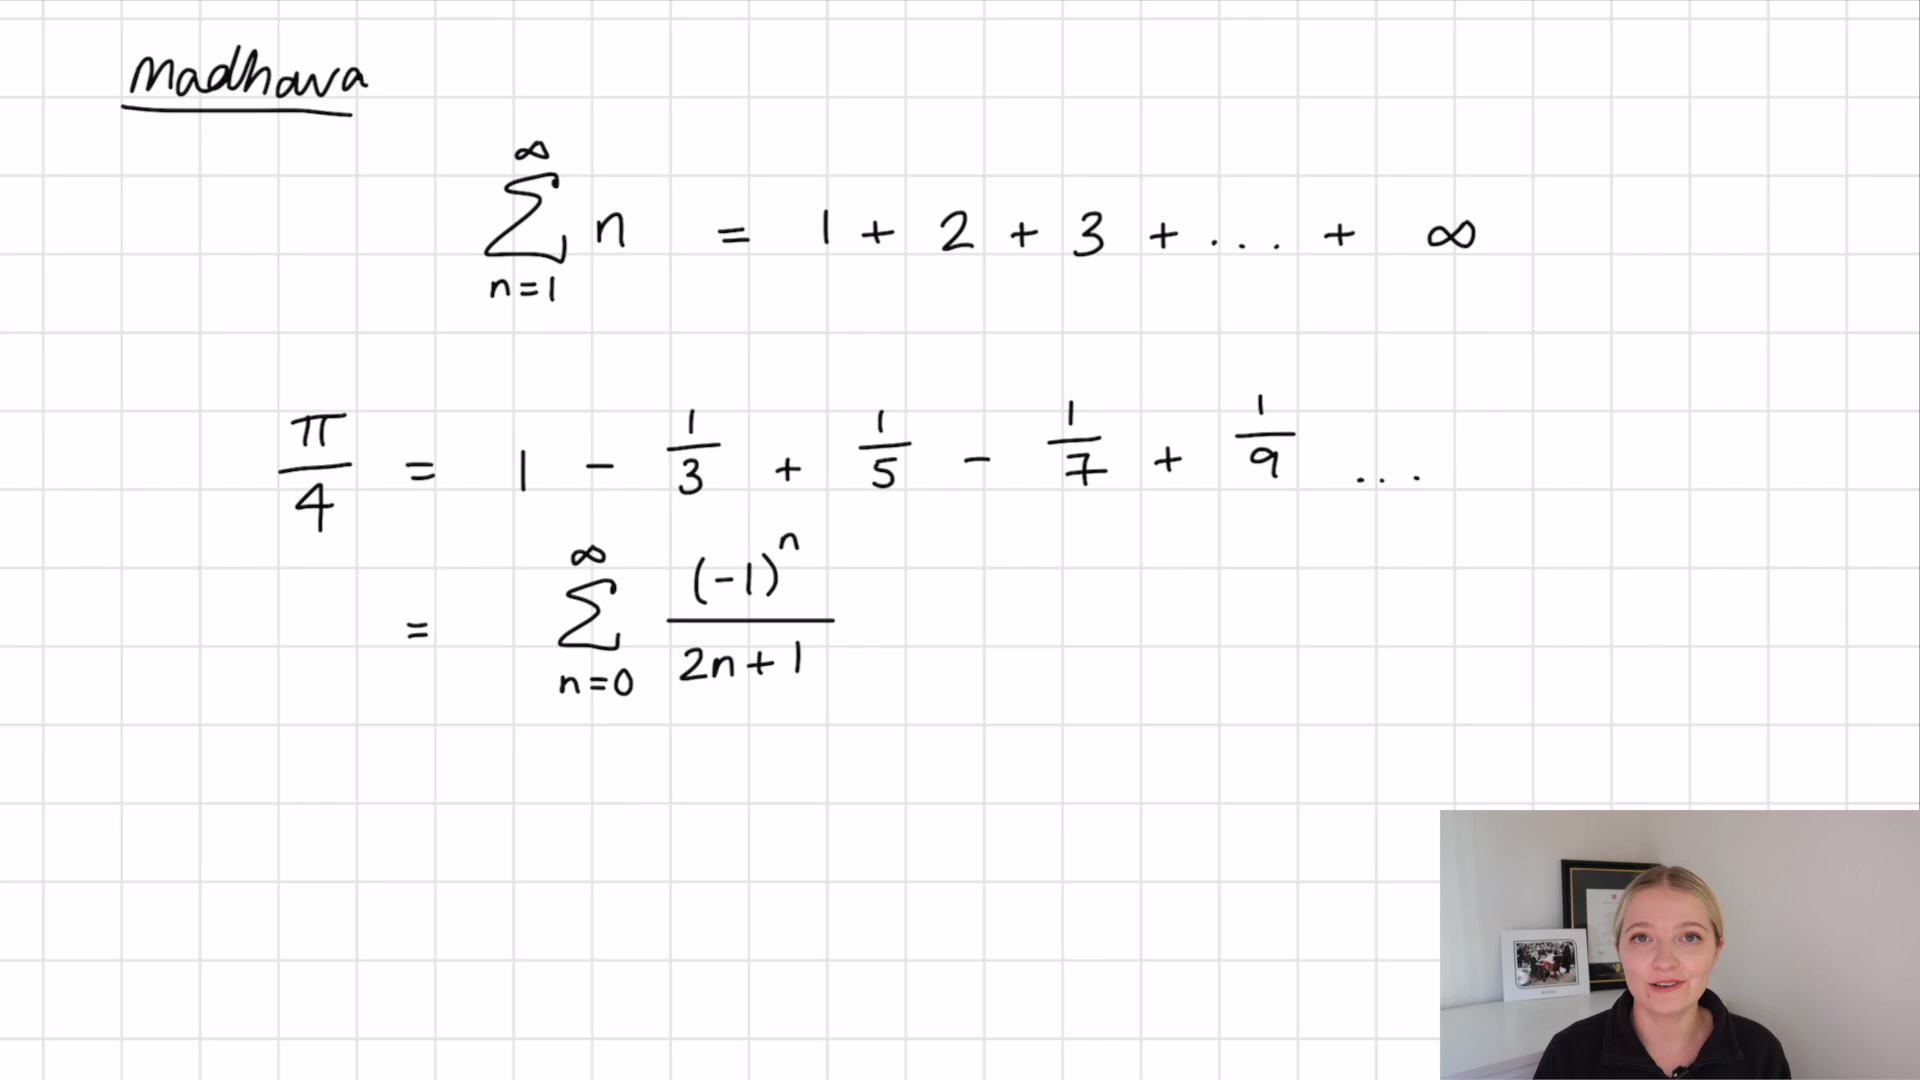 Madhava
∞
∑ n = 1 + 2 + 3 + ... + ∞
n=1
π/4 = 1 - 1/3 + 1/5 - 1/7 + 1/9 ...
∞
= ∑ (-1)^n / 2n+1
n=0